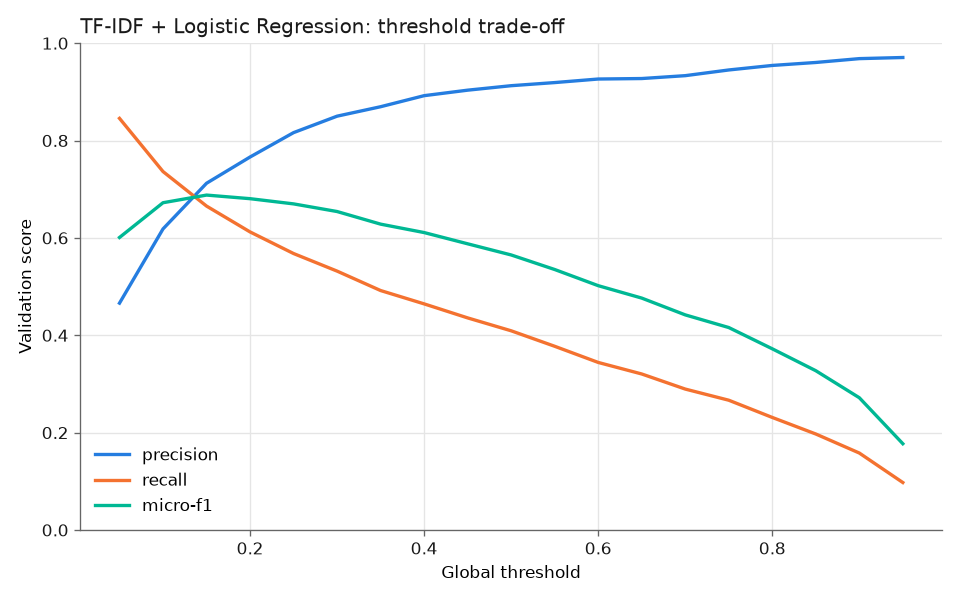 TF-IDF + Logistic Regression: threshold trade-off
1.0
0.8
0.6
0.4
0.2
0.0
Validation score
precision
recall
micro-f1
0.2 0.4 0.6 0.8
Global threshold